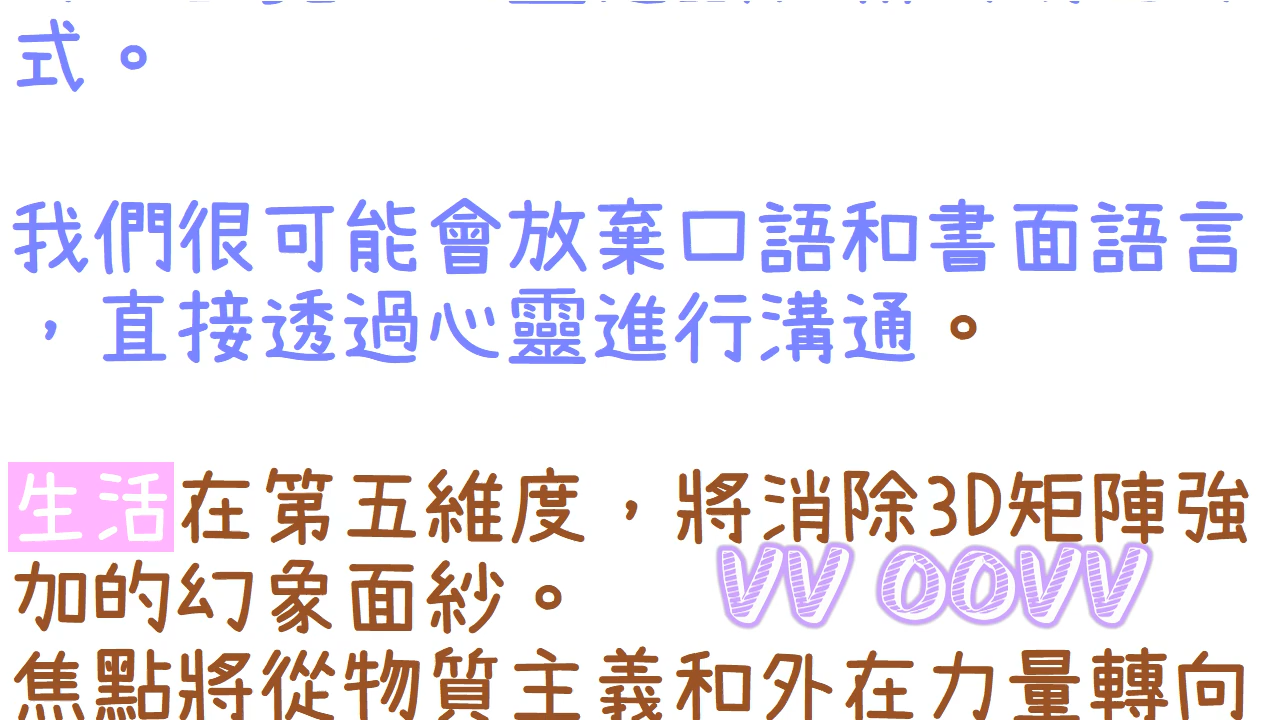 式。
我們很可能會放棄口語和書面語言
，直接透過心靈進行溝通。
生活在第五維度，將消除3D矩陣強
加的幻象面紗。
VV OOVV
焦點將從物質主義和外在力量轉向